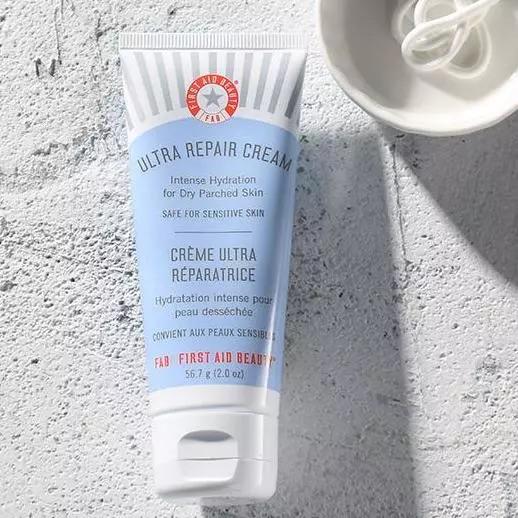 FIRST AID BEAUTY
FAB
ULTRA REPAIR CREAM
Intense Hydration
for Dry Parched Skin
SAFE FOR SENSITIVE SKIN
CRÈME ULTRA
RÉPARATRICE
Hydratation intense pour
peau desséchée
CONVIENT AUX PEAUX SENSIBLES
FAB FIRST AID BEAUTY
56.7 g (2.0 oz)